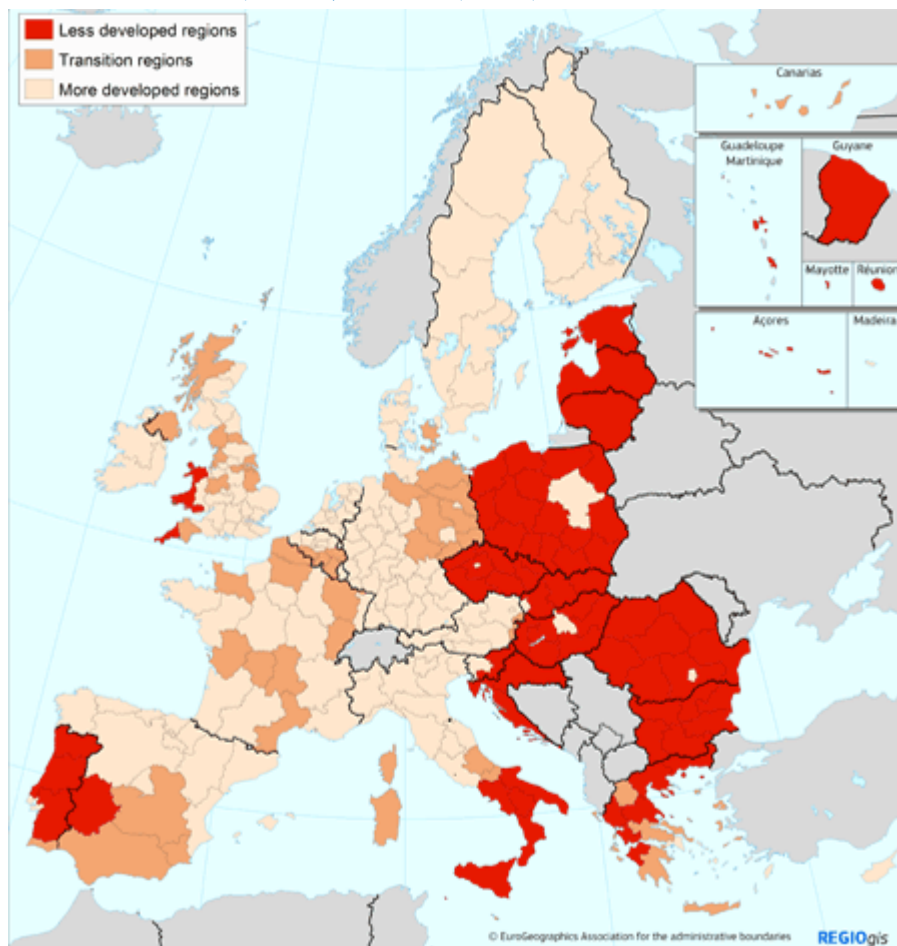 Less developed regions
Transition regions
More developed regions
Canarias
Guadeloupe
Martinique
Guyane
Mayotte
Réunion
Açores
Madeira
© EuroGeographics Association for the administrative boundaries
REGIOgis